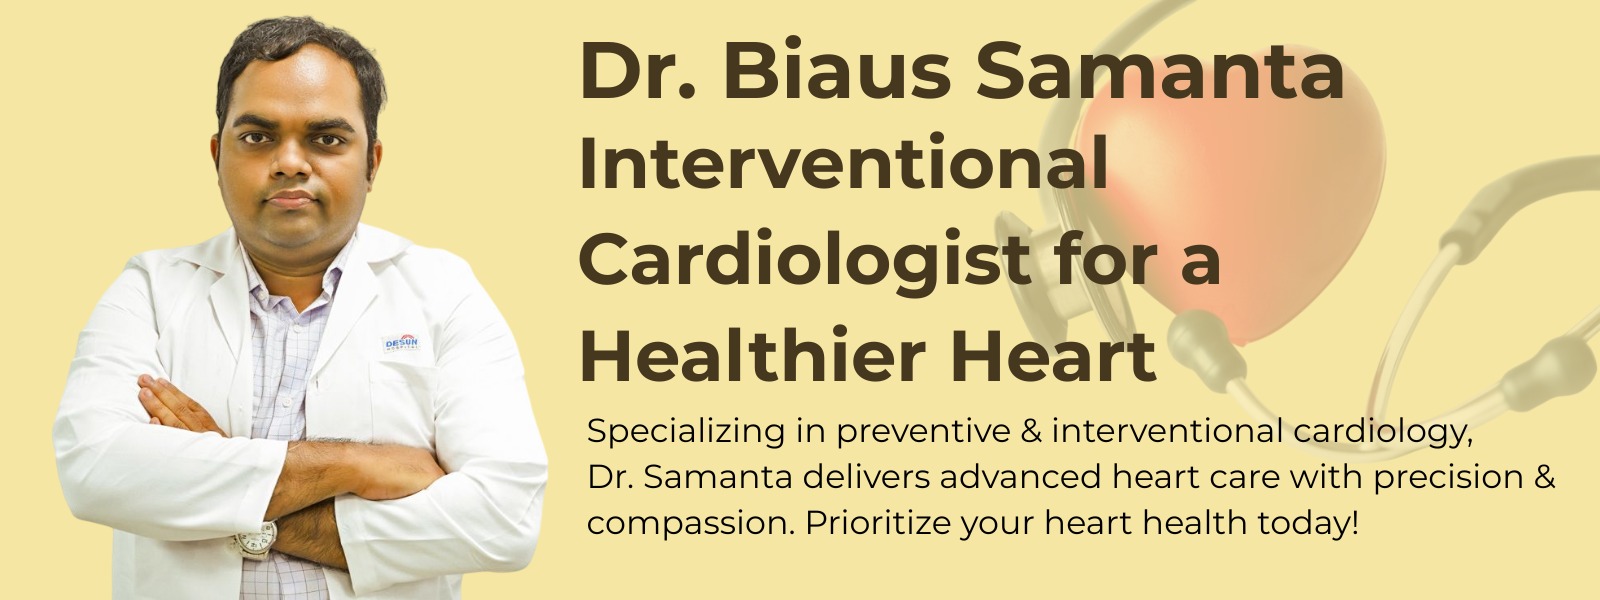 Dr. Biaus Samanta
Interventional
Cardiologist for a
Healthier Heart
Specializing in preventive & interventional cardiology,
Dr. Samanta delivers advanced heart care with precision &
compassion. Prioritize your heart health today!
DESUN
HOSPITAL